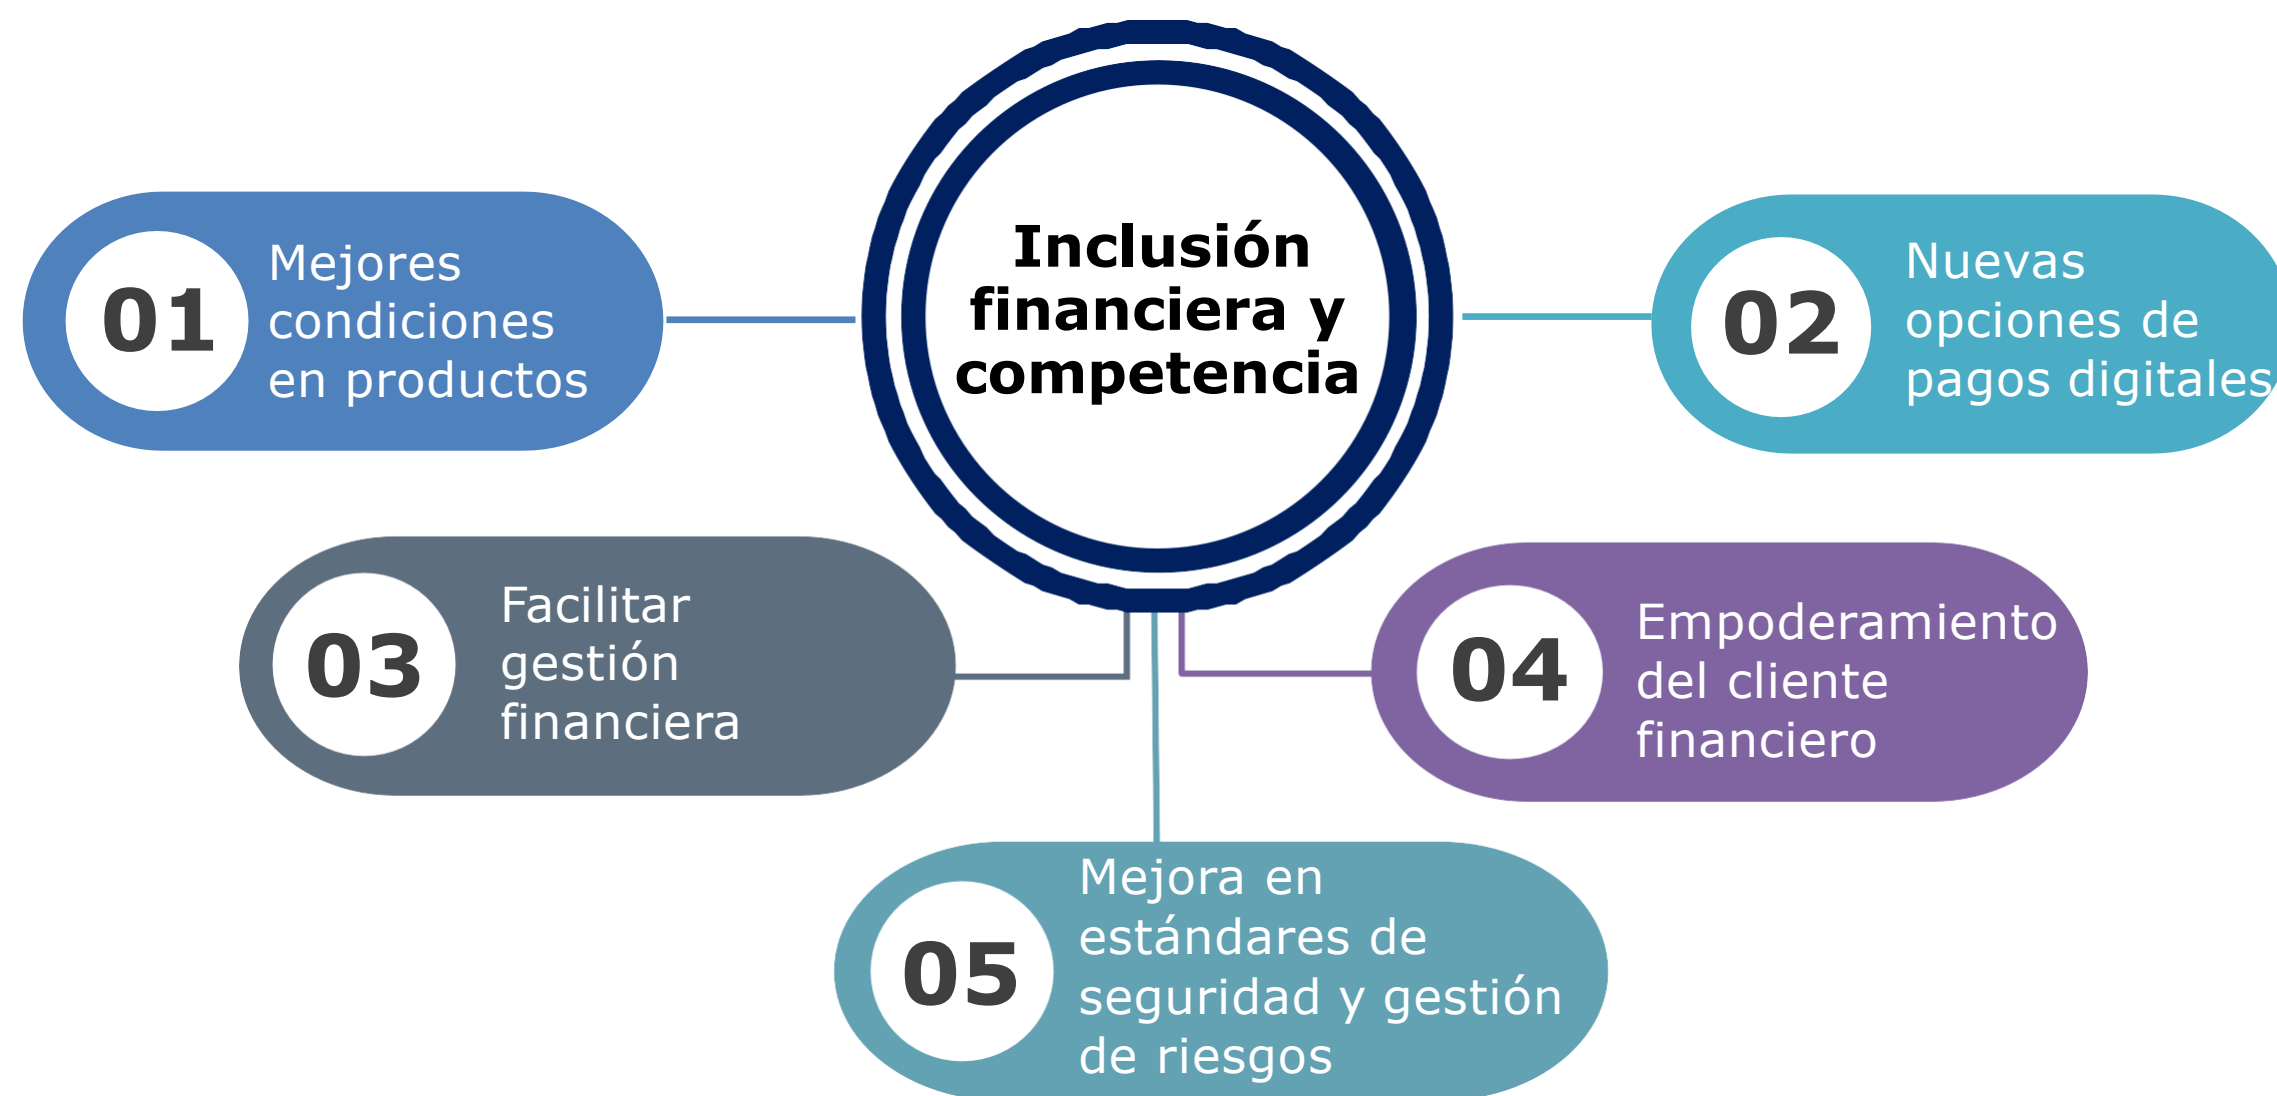 Inclusión
financiera y
competencia
01
Mejores
condiciones
en productos
02
Nuevas
opciones de
pagos digitales
03
Facilitar
gestión
financiera
04
Empoderamiento
del cliente
financiero
05
Mejora en
estándares de
seguridad y gestión
de riesgos